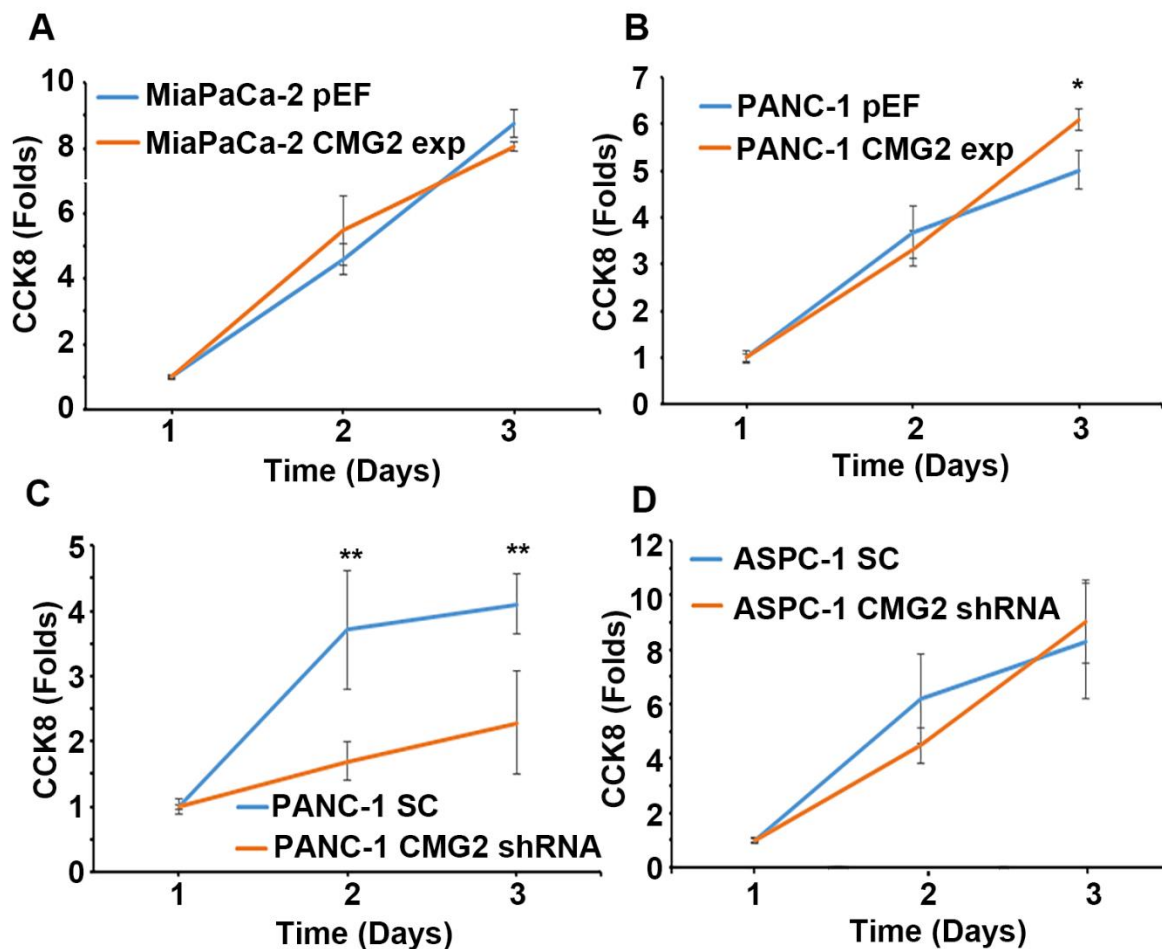 A
10
8
6
4
2
0
CCK8 (Folds)
MiaPaCa-2 pEF
MiaPaCa-2 CMG2 exp
1 2 3
Time (Days)
B
7
6
5
4
3
2
1
0
CCK8 (Folds)
PANC-1 pEF
PANC-1 CMG2 exp
*
1 2 3
Time (Days)
C
5
4
3
2
1
0
CCK8 (Folds)
** **
PANC-1 SC
PANC-1 CMG2 shRNA
1 2 3
Time (Days)
D
12
10
8
6
4
2
0
CCK8 (Folds)
ASPC-1 SC
ASPC-1 CMG2 shRNA
1 2 3
Time (Days)